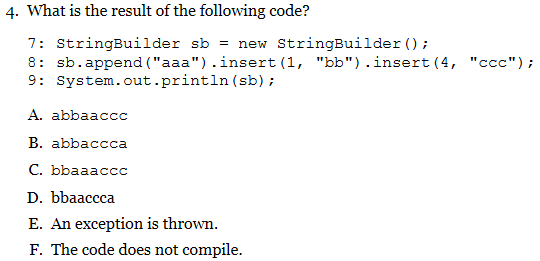 4. What is the result of the following code?
7: StringBuilder sb = new StringBuilder();
8: sb.append("aaa").insert(1, "bb").insert(4, "ccc");
9: System.out.println(sb);
A. abbaaccc
B. abbaccca
C. bbaaaccc
D. bbaaccca
E. An exception is thrown.
F. The code does not compile.